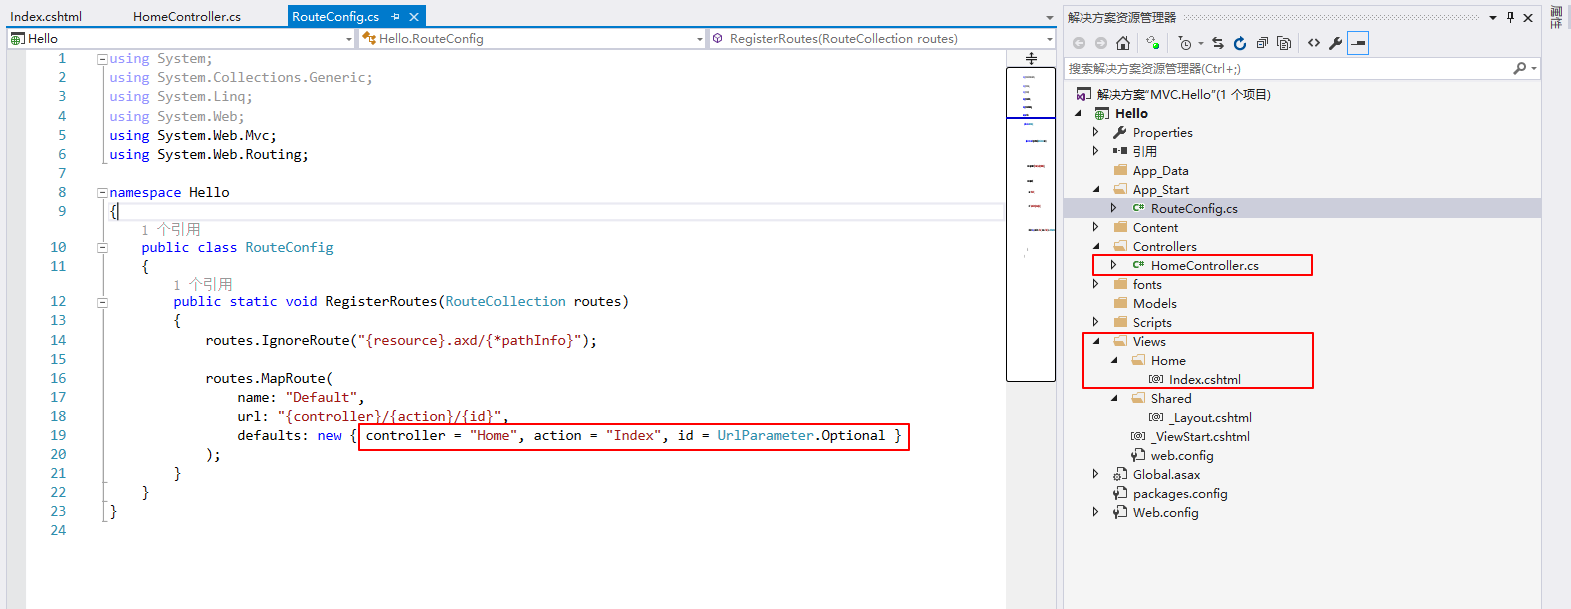 Index.cshtml HomeController.cs RouteConfig.cs
Hello Hello.RouteConfig RegisterRoutes(RouteCollection routes)
1 using System;
2 using System.Collections.Generic;
3 using System.Linq;
4 using System.Web;
5 using System.Web.Mvc;
6 using System.Web.Routing;
7
8 namespace Hello
9 {
1 个引用
10 public class RouteConfig
11 {
1 个引用
12 public static void RegisterRoutes(RouteCollection routes)
13 {
14 routes.IgnoreRoute("{resource}.axd/{*pathInfo}");
15
16 routes.MapRoute(
17 name: "Default",
18 url: "{controller}/{action}/{id}",
19 defaults: new { controller = "Home", action = "Index", id = UrlParameter.Optional }
20 );
21 }
22 }
23 }
24
解决方案资源管理器
搜索解决方案资源管理器(Ctrl+;)
解决方案"MVC.Hello"(1 个项目)
Hello
Properties
引用
App_Data
App_Start
C# RouteConfig.cs
Content
Controllers
C# HomeController.cs
fonts
Models
Scripts
Views
Home
[@] Index.cshtml
Shared
[@] _Layout.cshtml
[@] _ViewStart.cshtml
web.config
Global.asax
packages.config
Web.config
属性